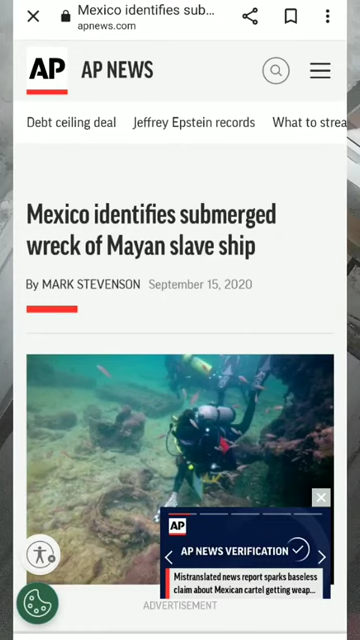 Mexico identifies sub...
apnews.com
AP
AP NEWS
Debt ceiling deal
Jeffrey Epstein records
What to strea
Mexico identifies submerged
wreck of Mayan slave ship
By MARK STEVENSON September 15, 2020
AP
AP NEWS VERIFICATION
Mistranslated news report sparks baseless
claim about Mexican cartel getting weap...
ADVERTISEMENT